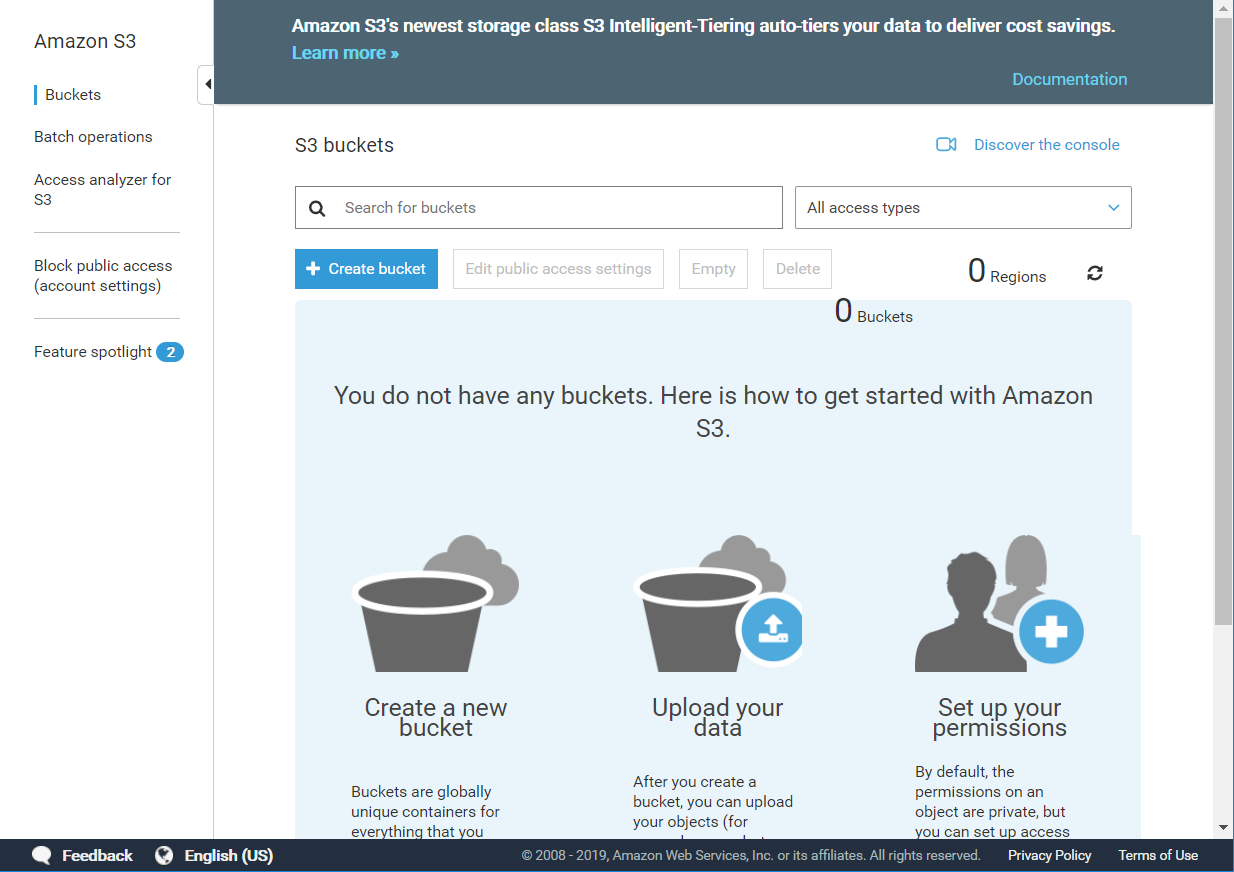 Amazon S3
Buckets
Batch operations
Access analyzer for
S3
Block public access
(account settings)
Feature spotlight 2
Amazon S3's newest storage class S3 Intelligent-Tiering auto-tiers your data to deliver cost savings.
Learn more »
Documentation
S3 buckets
Discover the console
Search for buckets
All access types
Create bucket
Edit public access settings
Empty
Delete
0 Regions
0 Buckets
You do not have any buckets. Here is how to get started with Amazon
S3.
Create a new
bucket
Buckets are globally
unique containers for
everything that you
Upload your
data
After you create a
bucket, you can upload
your objects (for
Set up your
permissions
By default, the
permissions on an
object are private, but
you can set up access
Feedback
English (US)
© 2008 - 2019, Amazon Web Services, Inc. or its affiliates. All rights reserved.
Privacy Policy
Terms of Use